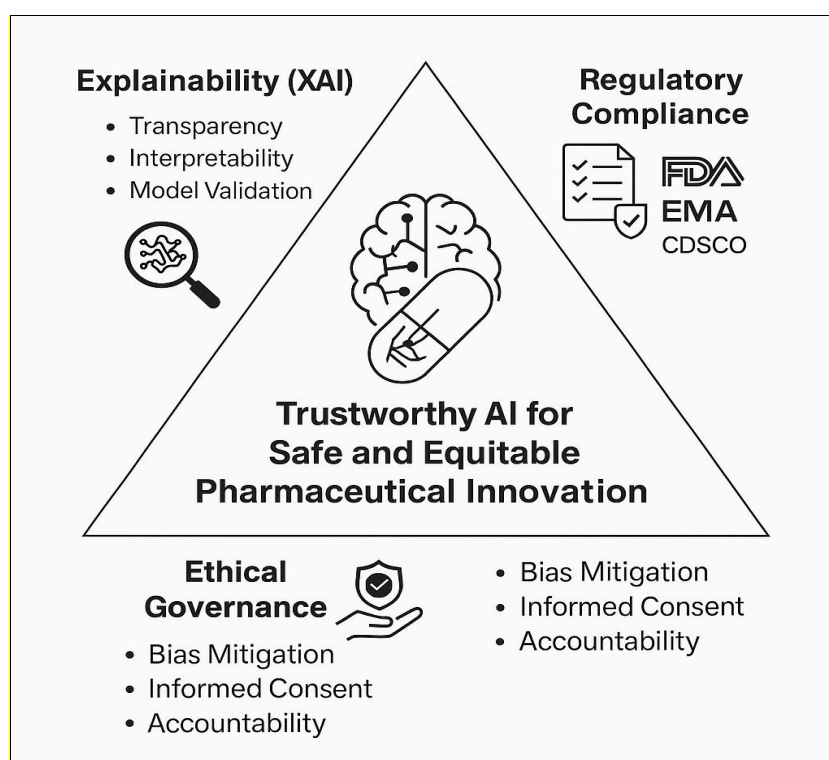 Explainability (XAI)
• Transparency
• Interpretability
• Model Validation
Regulatory
Compliance
FDA
EMA
CDSCO
Trustworthy AI for
Safe and Equitable
Pharmaceutical Innovation
Ethical
Governance
• Bias Mitigation
• Informed Consent
• Accountability
• Bias Mitigation
• Informed Consent
• Accountability